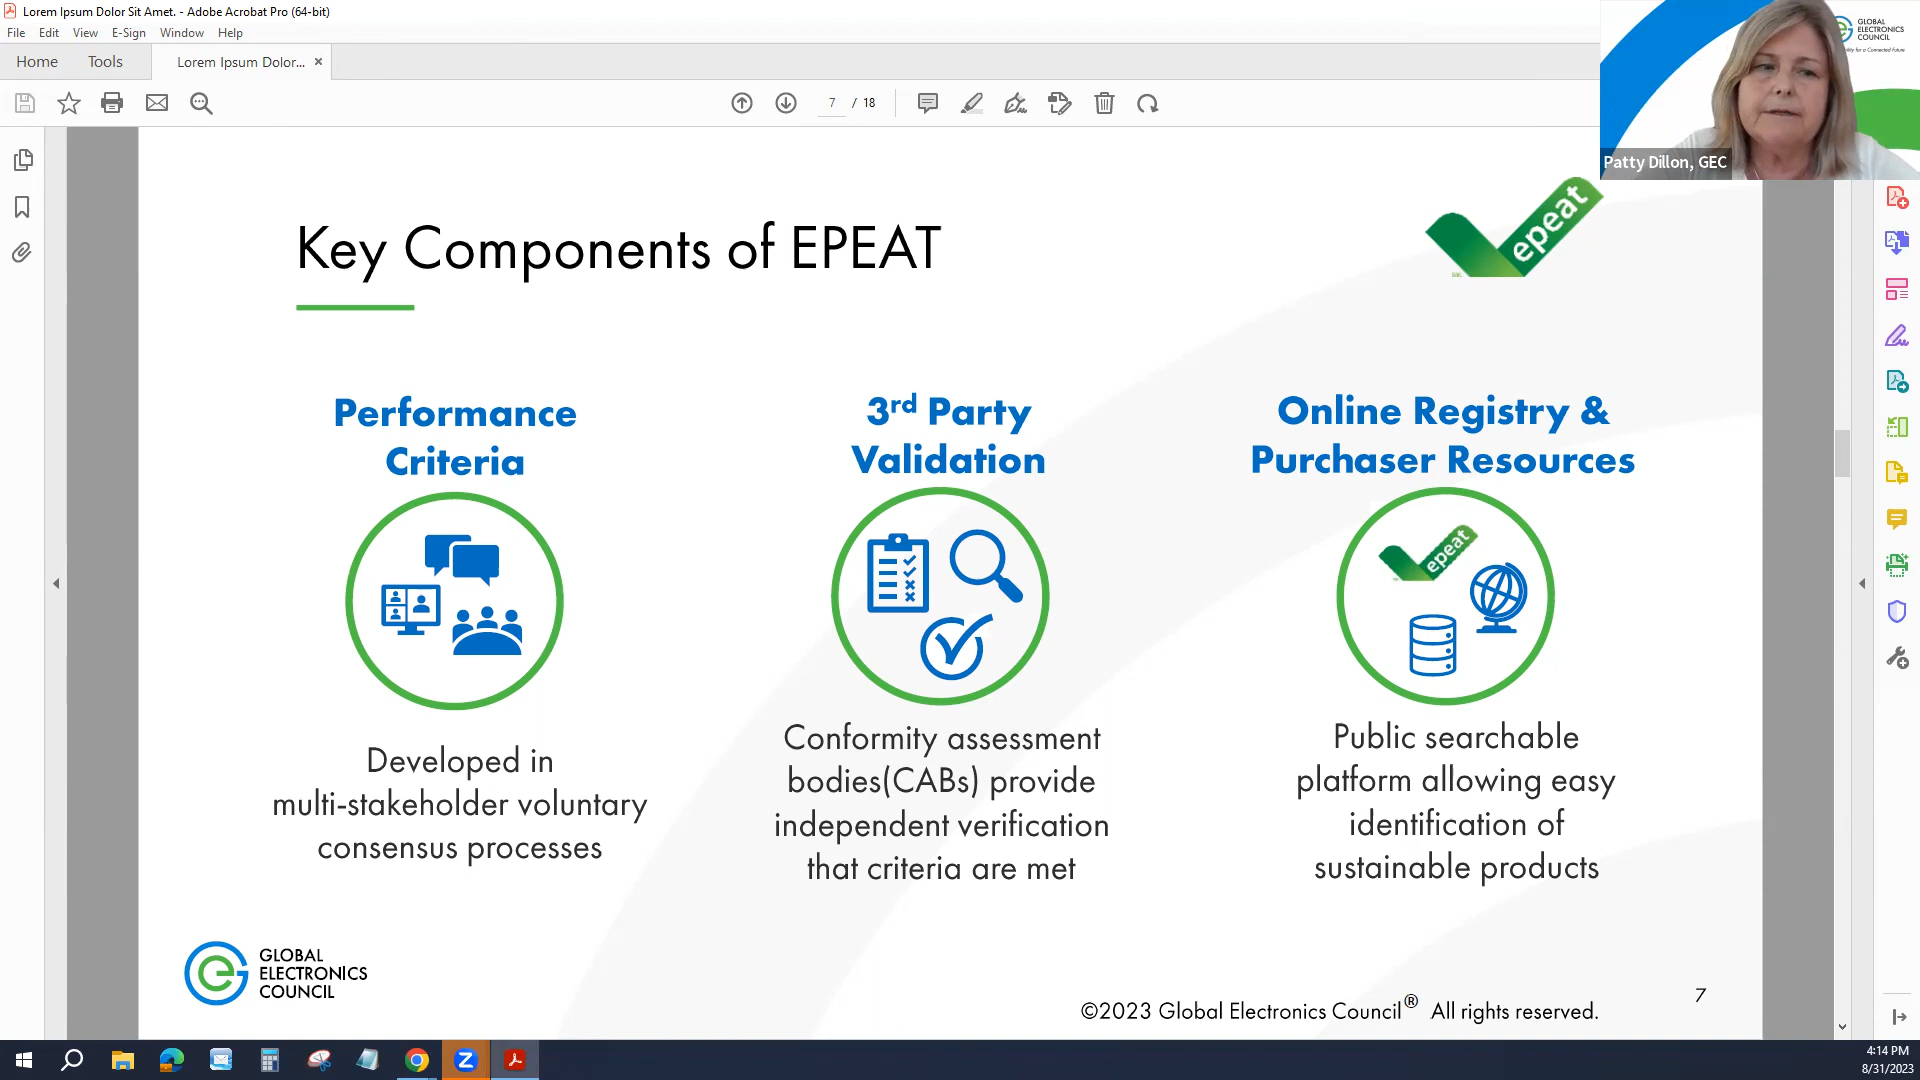 Lorem Ipsum Dolor Sit Amet. - Adobe Acrobat Pro (64-bit)
File Edit View E-Sign Window Help
Home Tools Lorem Ipsum Dolor... ×
7 / 18
GLOBAL
ELECTRONICS
COUNCIL
Patty Dillon, GEC
Key Components of EPEAT
epeat
Performance
Criteria
Developed in
multi-stakeholder voluntary
consensus processes
3rd Party
Validation
Conformity assessment
bodies(CABs) provide
independent verification
that criteria are met
Online Registry &
Purchaser Resources
epeat
Public searchable
platform allowing easy
identification of
sustainable products
GLOBAL
ELECTRONICS
COUNCIL
©2023 Global Electronics Council® All rights reserved.
7
4:14 PM
8/31/2023